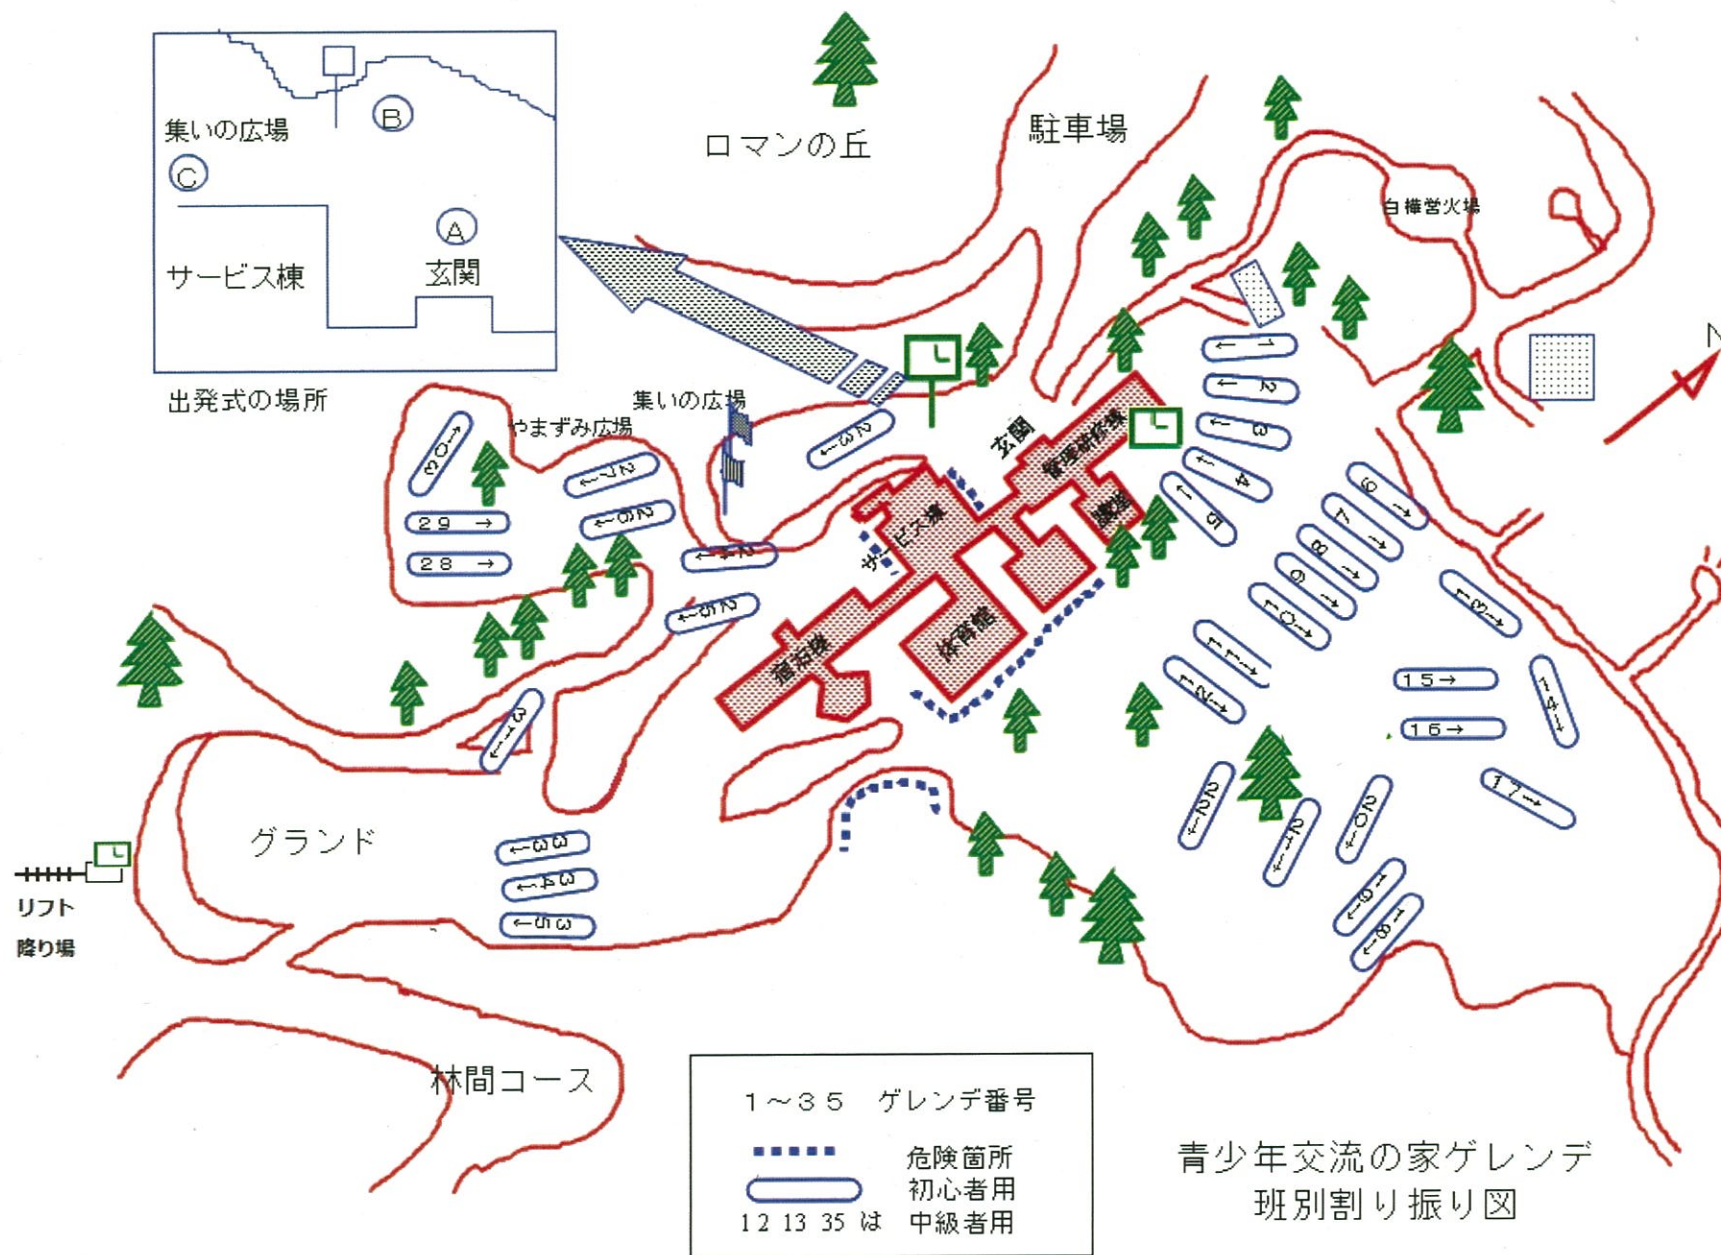 集いの広場
B
C
A
サービス棟
玄関
出発式の場所
ロマンの丘
駐車場
白樺営火場
N
集いの広場
やまずみ広場
玄関
管理研修棟
サービス棟
体育館
宿泊棟
1↓
2↓
3↓
4↓
5↓
6→
7→
8→
9→
10→
11→
12→
13→
14→
15→
16→
17→
18→
19→
20→
21→
22→
23↓
24↓
25↓
26↓
27↓
28 →
29 →
30→
31↓
33↓
34↓
35↓
グランド
リフト
降り場
林間コース
1～35 ゲレンデ番号
危険箇所
初心者用
12 13 35 は 中級者用
青少年交流の家ゲレンデ
班別割り振り図